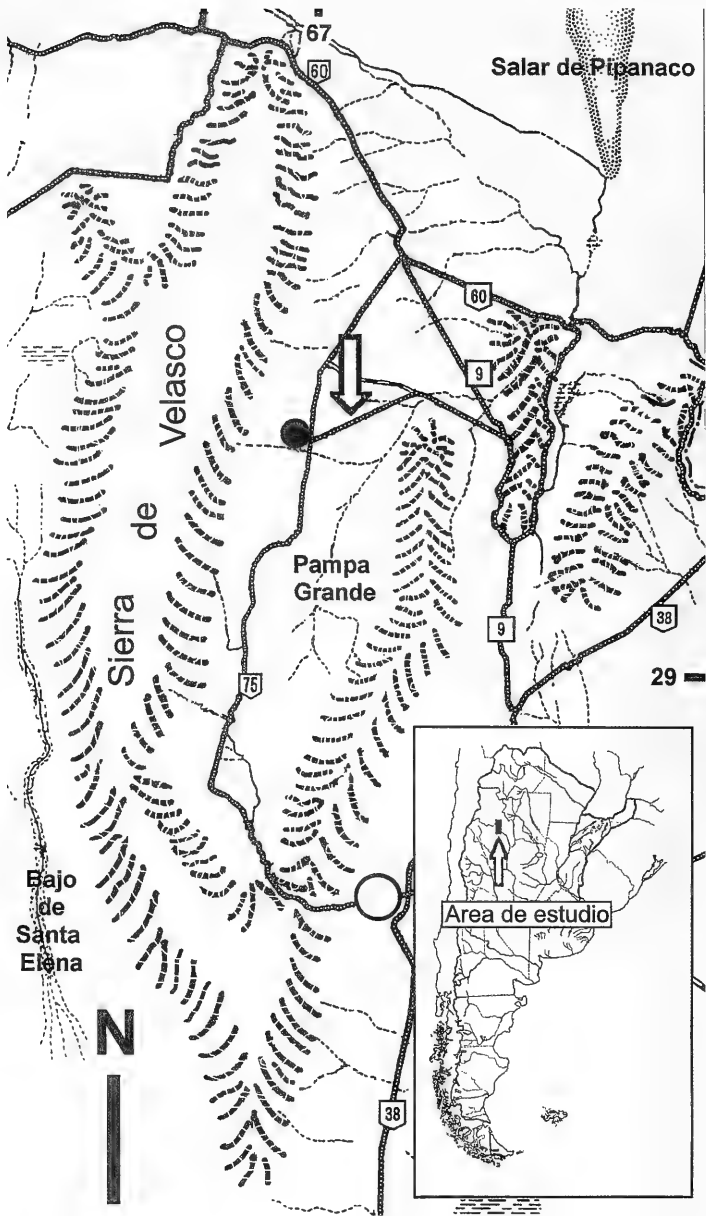 67
60
Salar de Pipanaco
60
9
Sierra de Velasco
Pampa
Grande
9
38
75
29
Bajo
de
Santa
Elena
Area de estudio
N
38